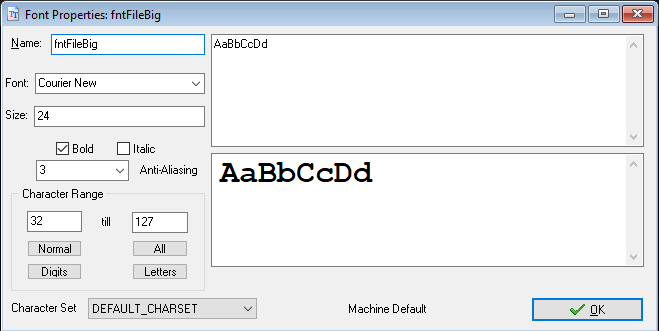 Font Properties: fntFileBig
Name: fntFileBig
AaBbCcDd
Font: Courier New
Size: 24
Bold Italic
3 Anti-Aliasing
AaBbCcDd
Character Range
32 till 127
Normal All
Digits Letters
Character Set DEFAULT_CHARSET Machine Default OK